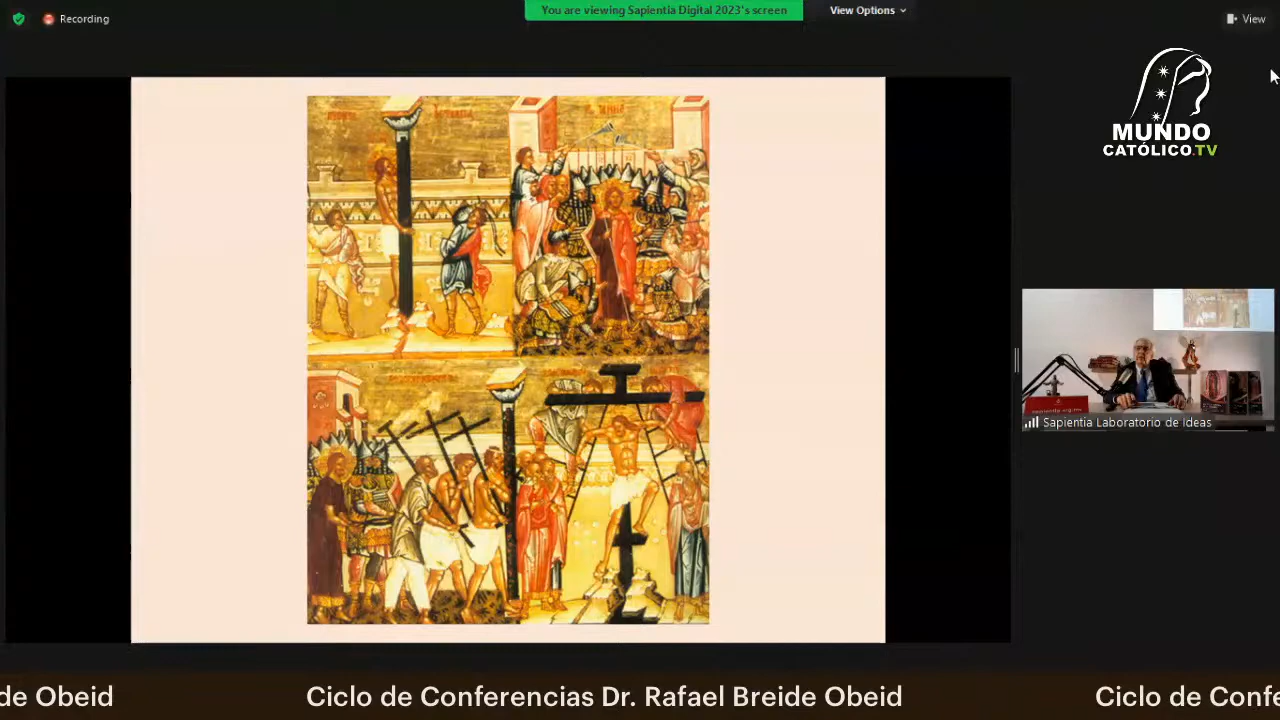 Recording
You are viewing Sapientia Digital 2023's screen
View Options
View
MUNDO
CATÓLICO.TV
Sapientia Laboratorio de ideas
de Obeid
Ciclo de Conferencias Dr. Rafael Breide Obeid
Ciclo de Confe